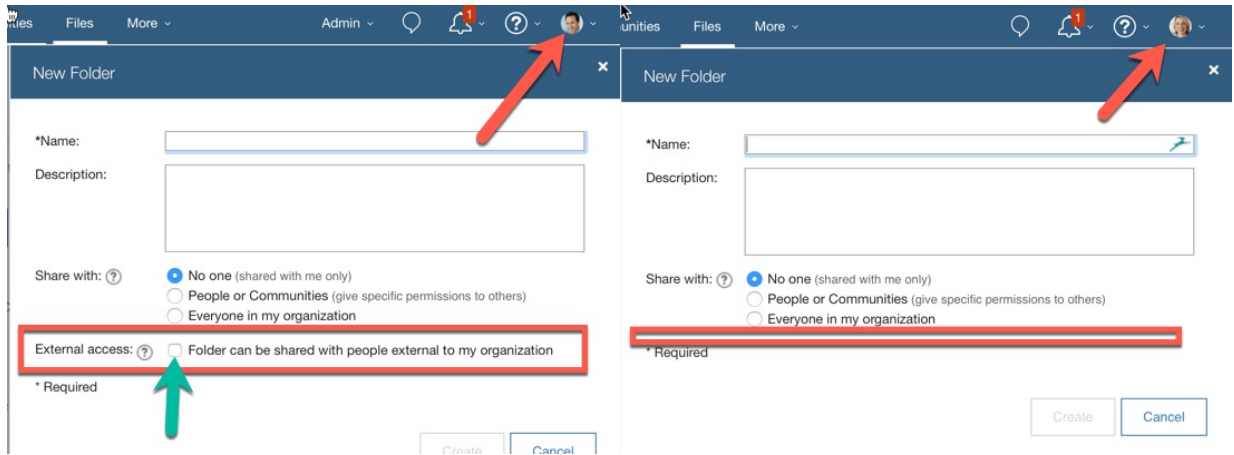 ities Files More Admin 1 ?
New Folder ×
*Name:
Description:
Share with: ? No one (shared with me only)
People or Communities (give specific permissions to others)
Everyone in my organization
External access: ? Folder can be shared with people external to my organization
* Required
Create Cancel
unities Files More 1 ?
New Folder ×
*Name:
Description:
Share with: ? No one (shared with me only)
People or Communities (give specific permissions to others)
Everyone in my organization
* Required
Create Cancel